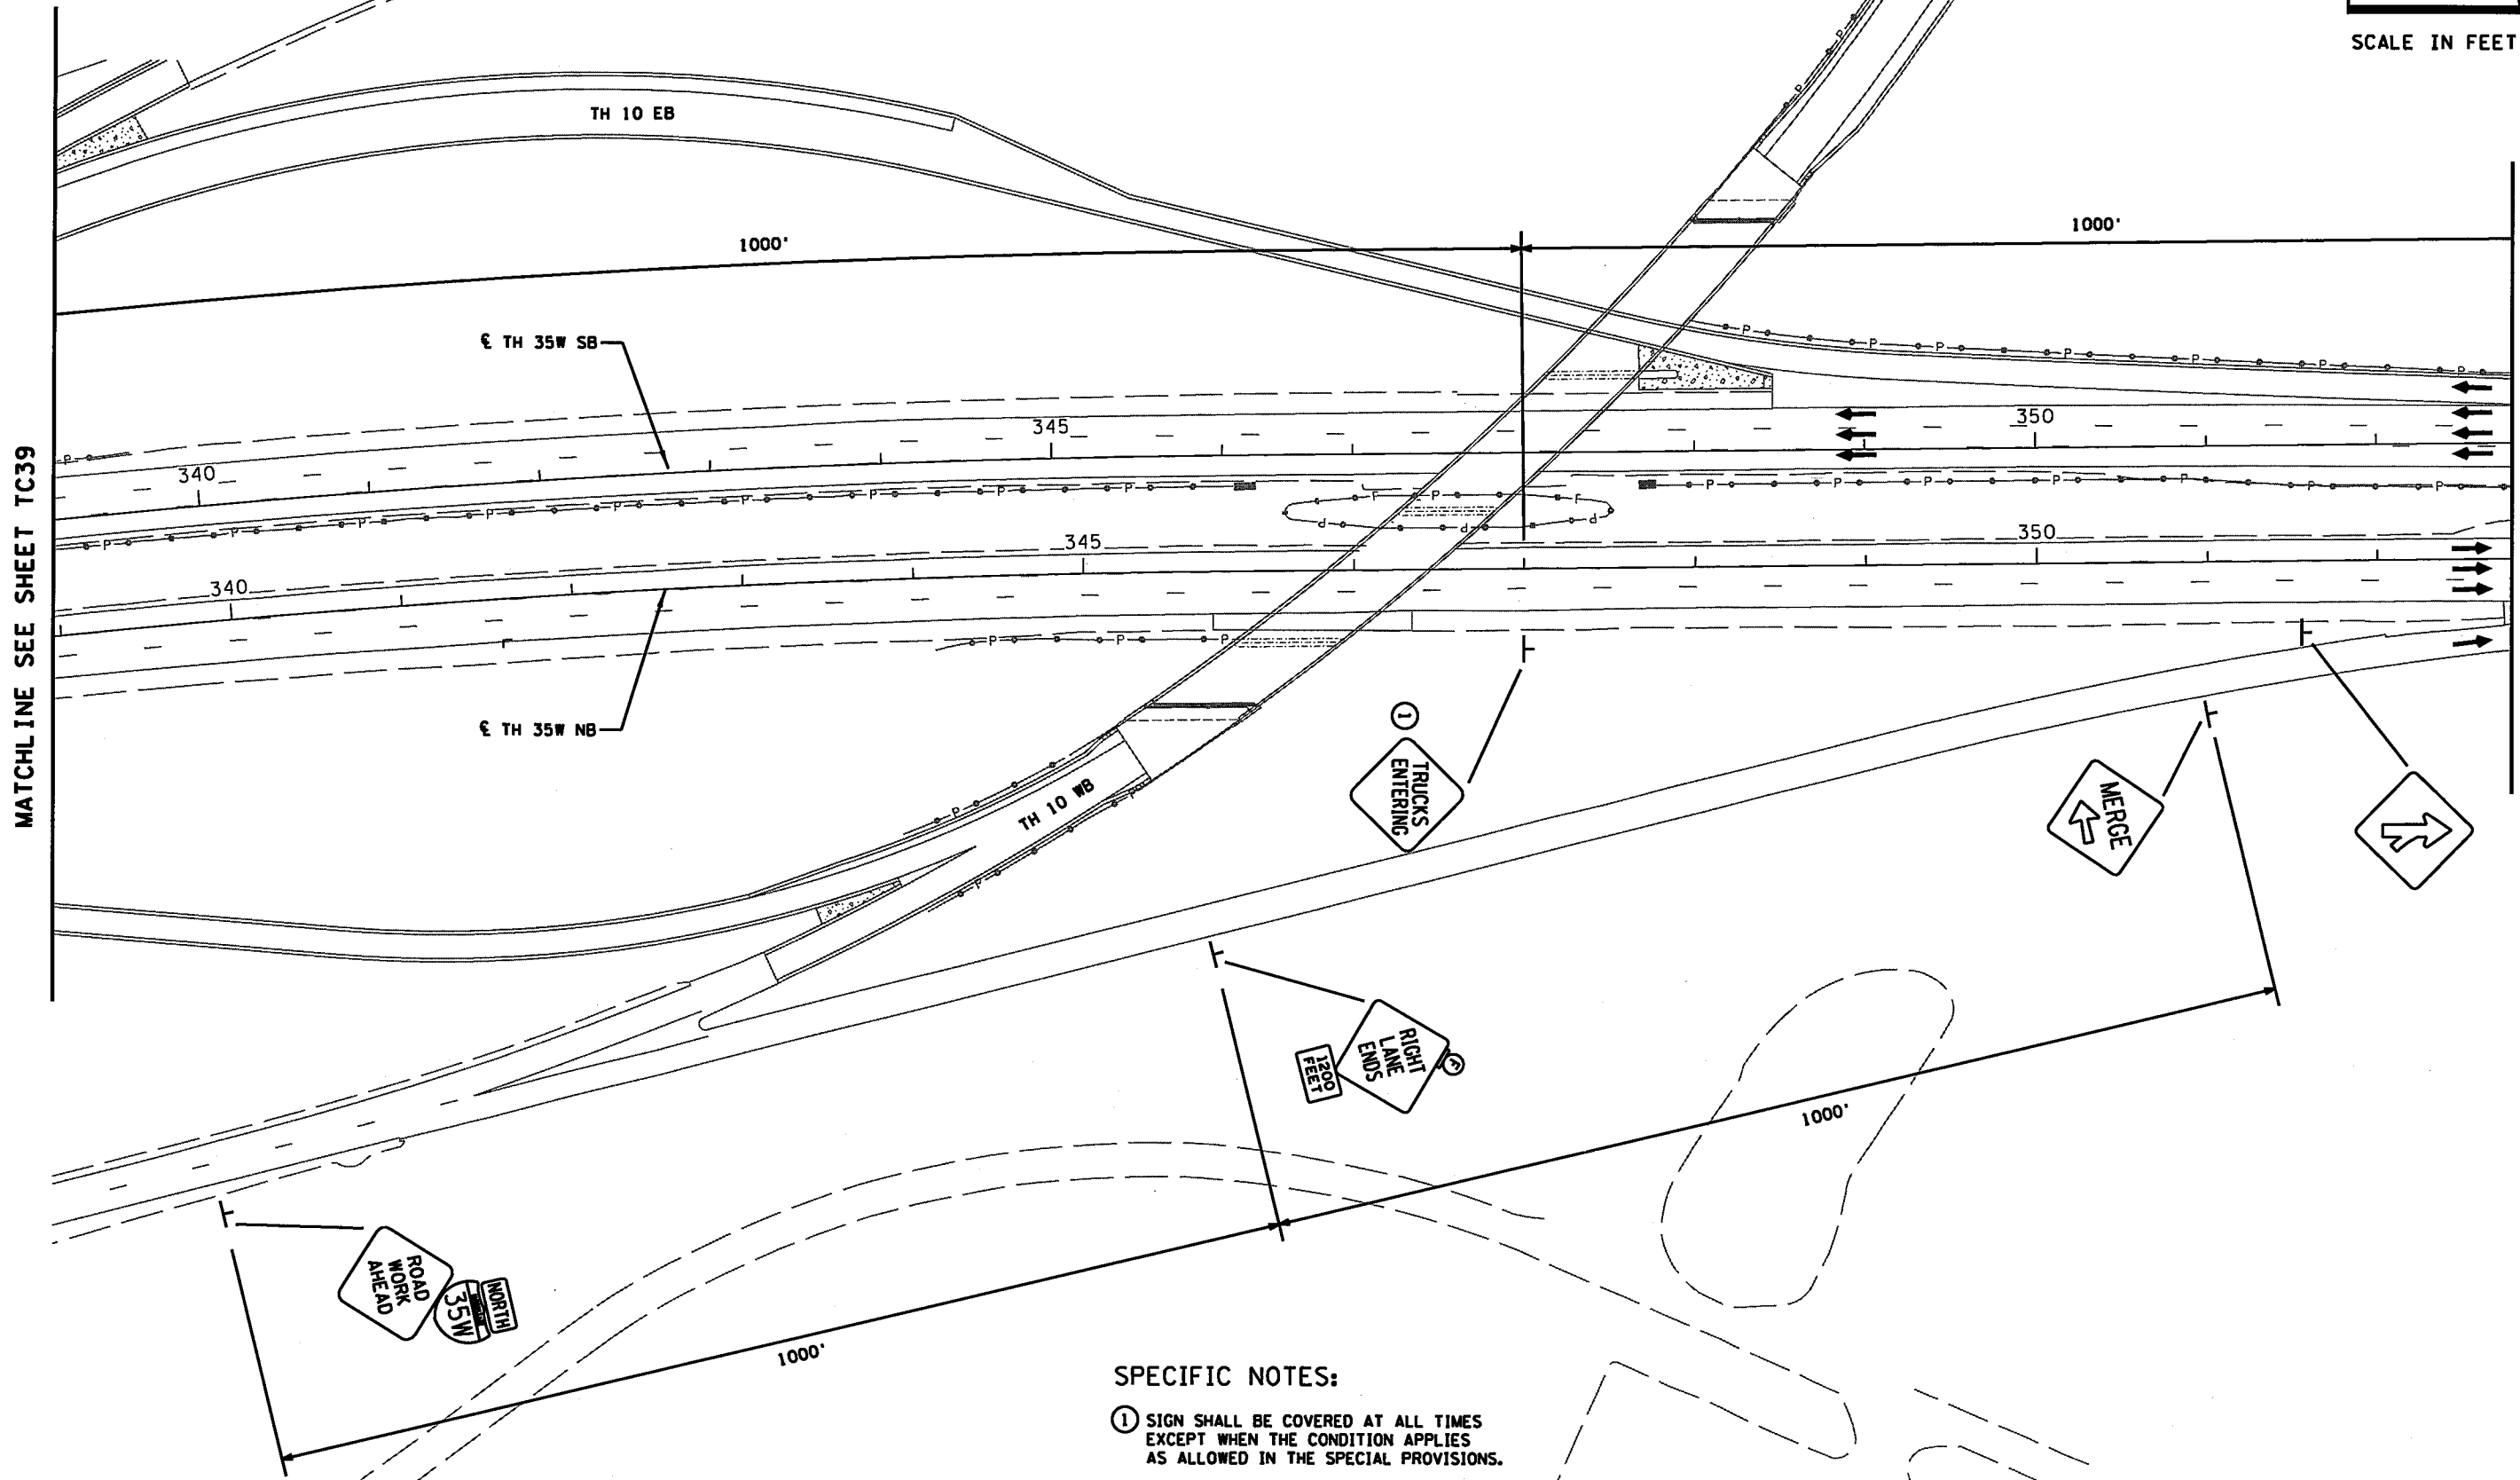 SCALE IN FEET
TH 10 EB
1000'
1000'
℄ TH 35W SB
MATCHLINE SEE SHEET TC39
340
345
350
340
345
350
℄ TH 35W NB
TH 10 WB
1
TRUCKS
ENTERING
MERGE
RIGHT
LANE
ENDS
F
1200
FEET
1000'
ROAD
WORK
AHEAD
NORTH
35W
1000'
SPECIFIC NOTES:
1 SIGN SHALL BE COVERED AT ALL TIMES
EXCEPT WHEN THE CONDITION APPLIES
AS ALLOWED IN THE SPECIAL PROVISIONS.